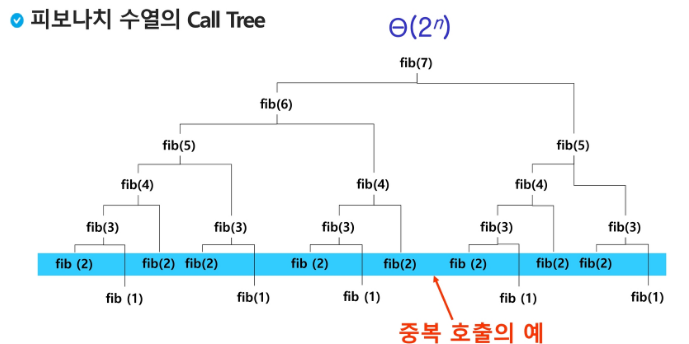 피보나치 수열의 Call Tree
Θ(2ⁿ)
fib(7)
fib(6)
fib(5) fib(5)
fib(4) fib(4) fib(4)
fib(3) fib(3) fib(3) fib(3) fib(3)
fib (2) fib(2) fib(2) fib (2) fib(2) fib (2) fib(2) fib(2)
fib (1) fib(1) fib (1) fib (1) fib(1)
중복 호출의 예